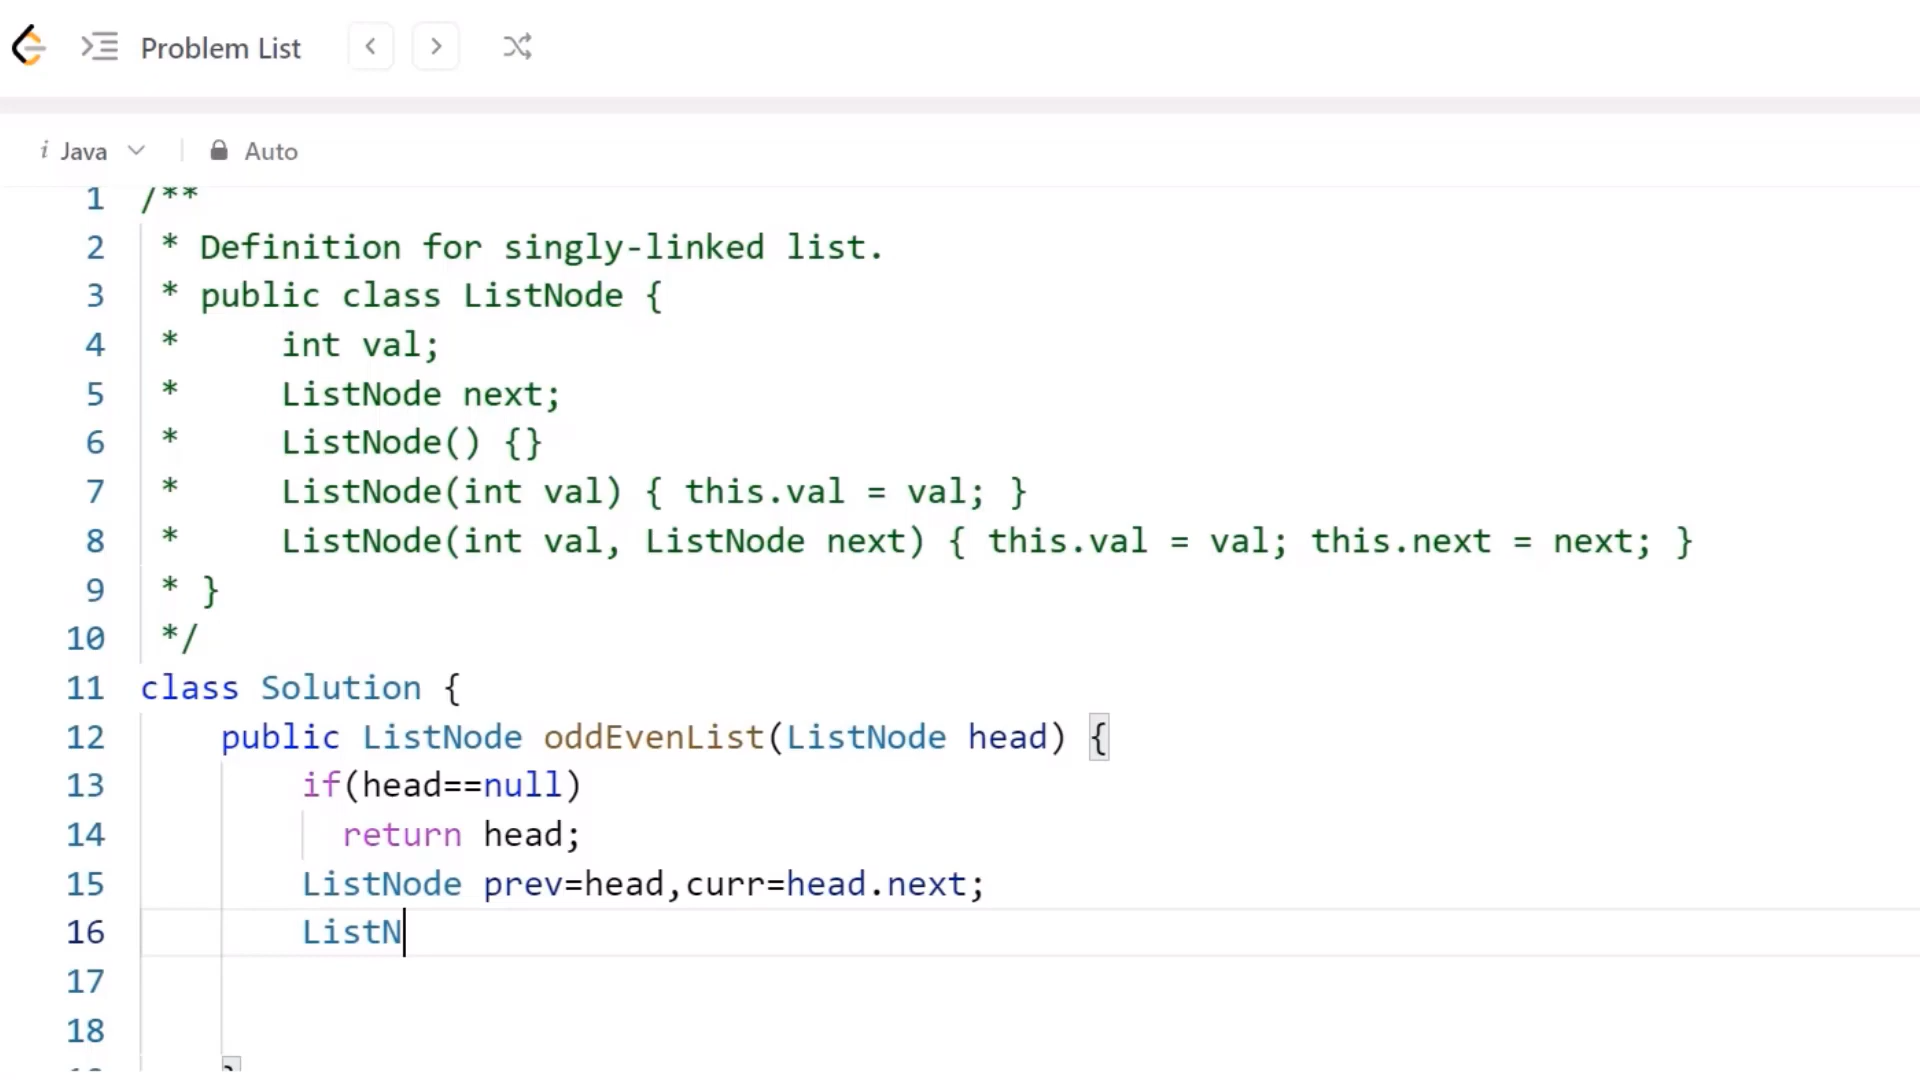 Problem List
i Java Auto
1 /**
2 * Definition for singly-linked list.
3 * public class ListNode {
4 *     int val;
5 *     ListNode next;
6 *     ListNode() {}
7 *     ListNode(int val) { this.val = val; }
8 *     ListNode(int val, ListNode next) { this.val = val; this.next = next; }
9 * }
10 */
11 class Solution {
12     public ListNode oddEvenList(ListNode head) {
13         if(head==null)
14           return head;
15         ListNode prev=head,curr=head.next;
16         ListN
17
18